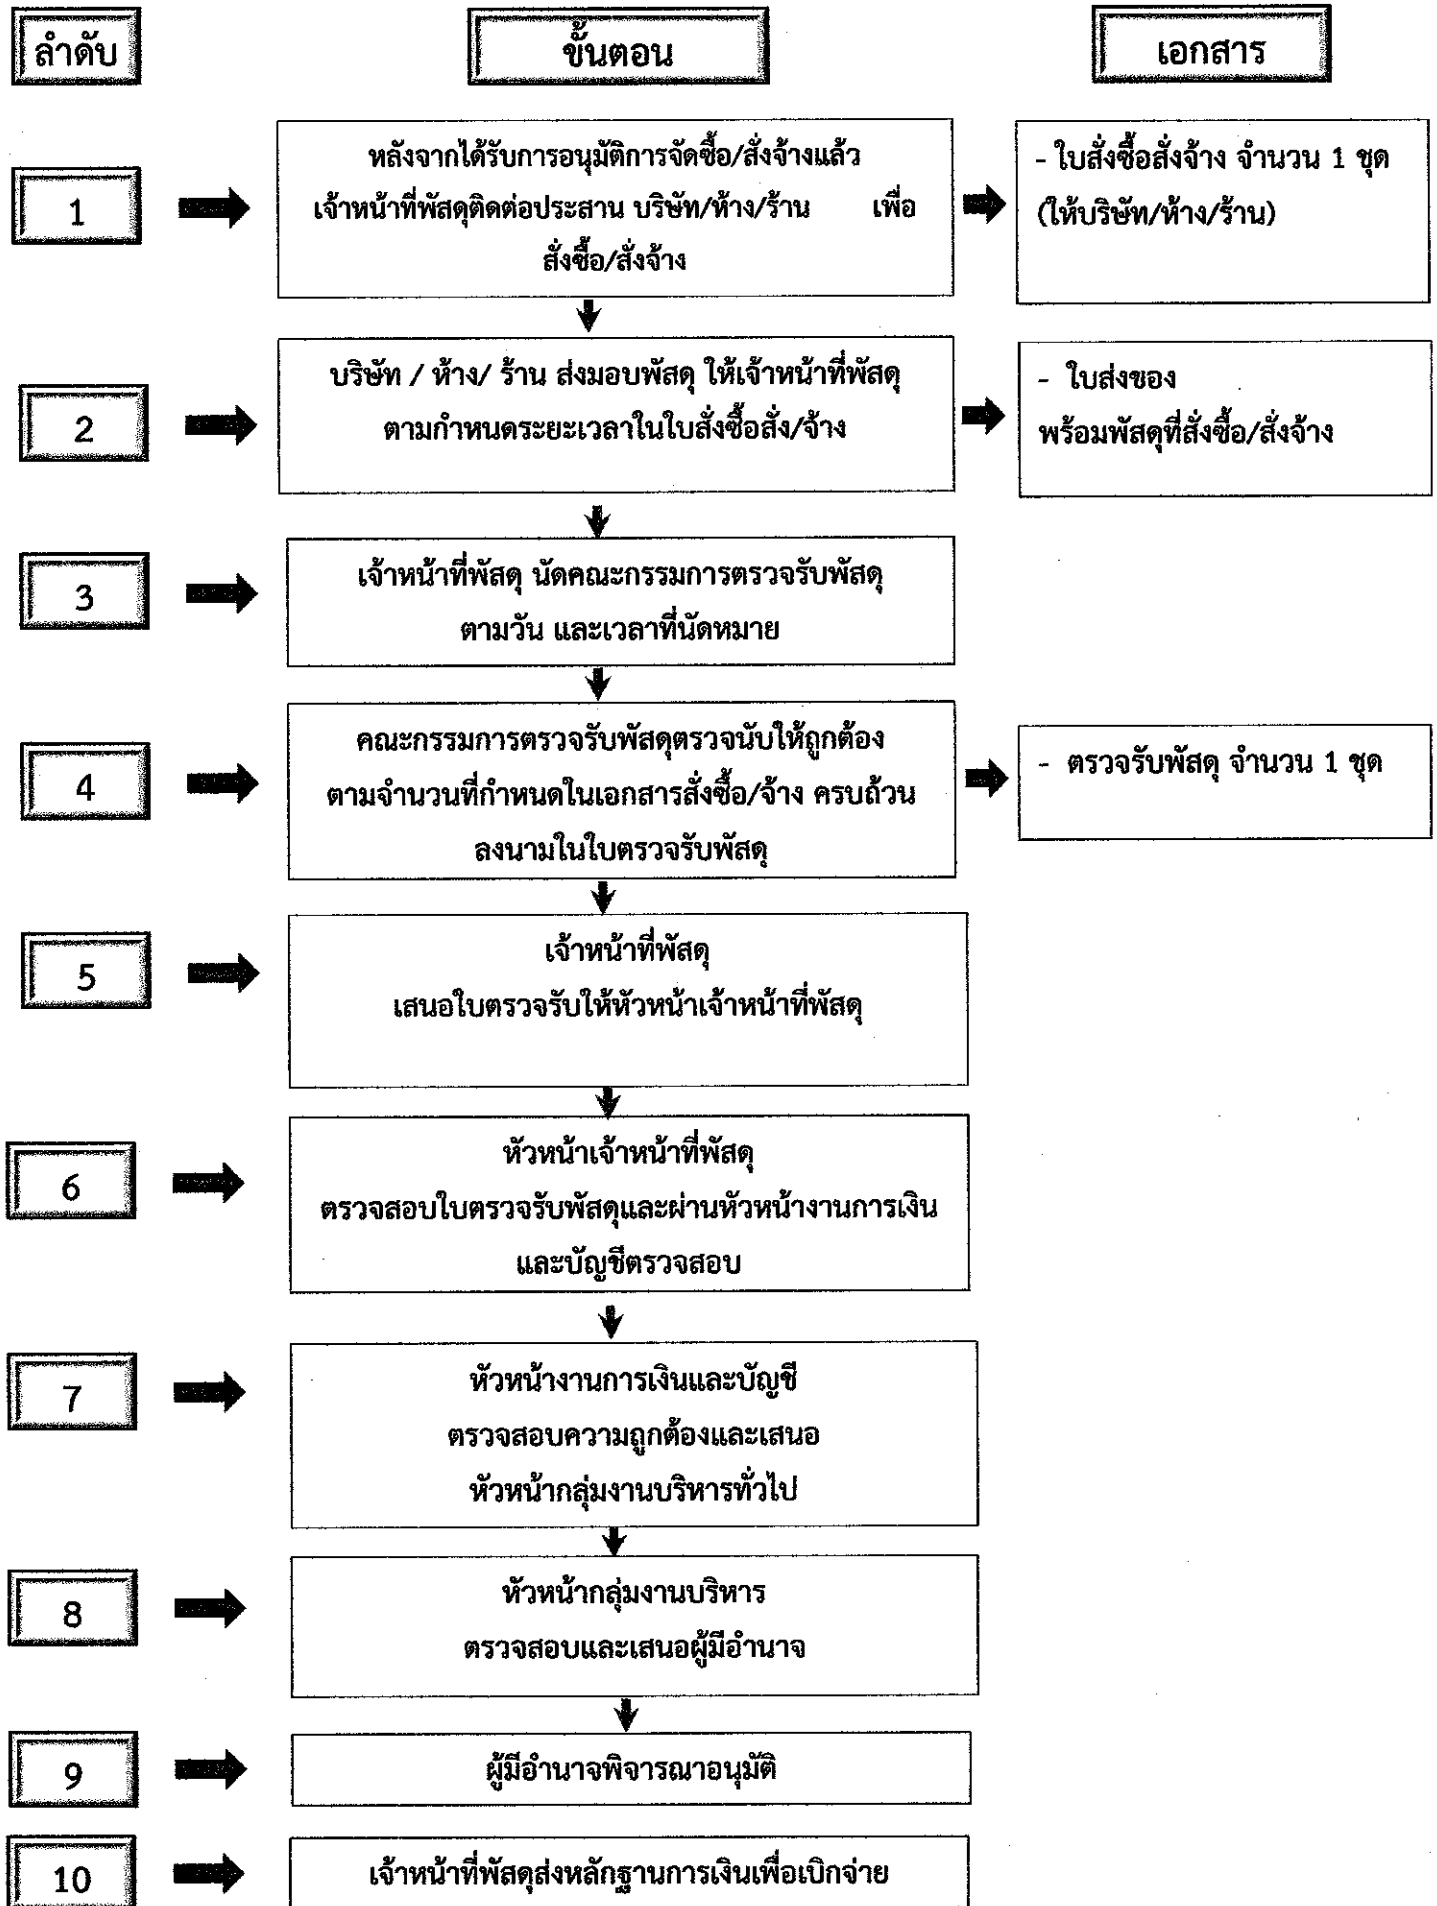 ลำดับ
ขั้นตอน
เอกสาร
1
หลังจากได้รับการอนุมัติการจัดซื้อ/สั่งจ้างแล้ว
เจ้าหน้าที่พัสดุติดต่อประสาน บริษัท/ห้าง/ร้าน เพื่อ
สั่งซื้อ/สั่งจ้าง
- ใบสั่งซื้อสั่งจ้าง จำนวน 1 ชุด
(ให้บริษัท/ห้าง/ร้าน)
2
บริษัท / ห้าง/ ร้าน ส่งมอบพัสดุ ให้เจ้าหน้าที่พัสดุ
ตามกำหนดระยะเวลาในใบสั่งซื้อสั่ง/จ้าง
- ใบส่งของ
พร้อมพัสดุที่สั่งซื้อ/สั่งจ้าง
3
เจ้าหน้าที่พัสดุ นัดคณะกรรมการตรวจรับพัสดุ
ตามวัน และเวลาที่นัดหมาย
4
คณะกรรมการตรวจรับพัสดุตรวจนับให้ถูกต้อง
ตามจำนวนที่กำหนดในเอกสารสั่งซื้อ/จ้าง ครบถ้วน
ลงนามในใบตรวจรับพัสดุ
- ตรวจรับพัสดุ จำนวน 1 ชุด
5
เจ้าหน้าที่พัสดุ
เสนอใบตรวจรับให้หัวหน้าเจ้าหน้าที่พัสดุ
6
หัวหน้าเจ้าหน้าที่พัสดุ
ตรวจสอบใบตรวจรับพัสดุและผ่านหัวหน้างานการเงิน
และบัญชีตรวจสอบ
7
หัวหน้างานการเงินและบัญชี
ตรวจสอบความถูกต้องและเสนอ
หัวหน้ากลุ่มงานบริหารทั่วไป
8
หัวหน้ากลุ่มงานบริหาร
ตรวจสอบและเสนอผู้มีอำนาจ
9
ผู้มีอำนาจพิจารณาอนุมัติ
10
เจ้าหน้าที่พัสดุส่งหลักฐานการเงินเพื่อเบิกจ่าย